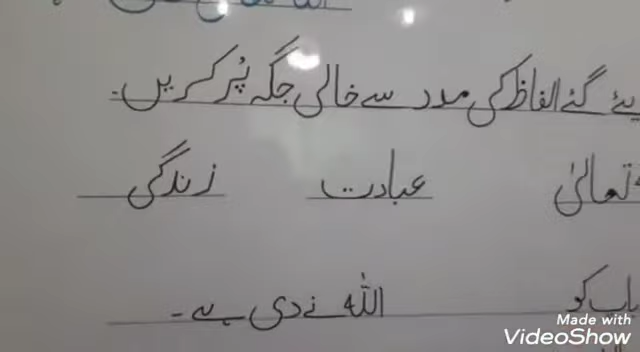 گئے الفاظ کی مدد سے خالی جگہ پُر کریں۔
تعالیٰ عبادت زندگی
باپ کو اللہ نے دی ہے۔
Made with
VideoShow